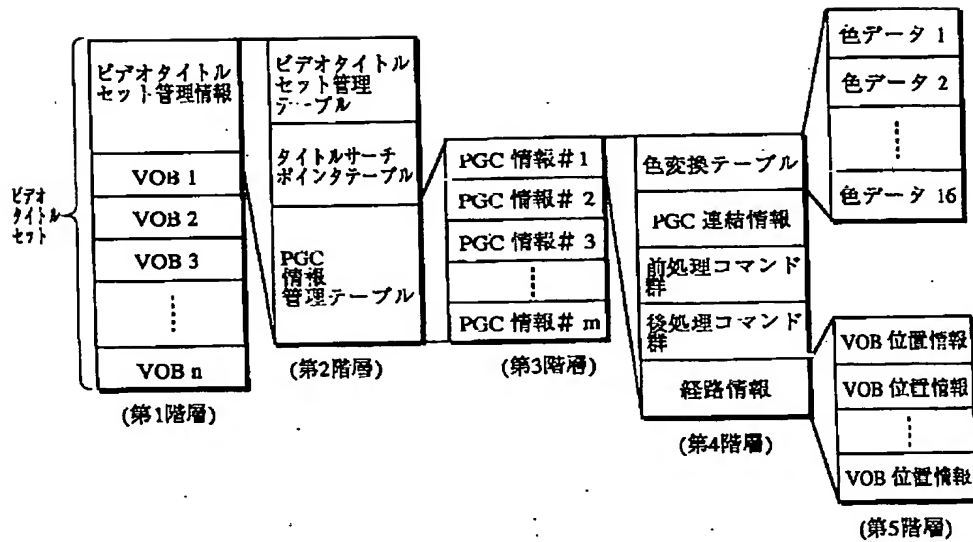 ビデオ
タイトル
セット
ビデオタイトル
セット管理情報
VOB 1
VOB 2
VOB 3
VOB n
(第1階層)
ビデオタイトル
セット管理
テーブル
タイトルサーチ
ポインタテーブル
PGC
情報
管理テーブル
(第2階層)
PGC 情報# 1
PGC 情報# 2
PGC 情報# 3
PGC 情報# m
(第3階層)
色変換テーブル
PGC 連結情報
前処理コマンド
群
後処理コマンド
群
経路情報
(第4階層)
色データ 1
色データ 2
色データ 16
VOB 位置情報
VOB 位置情報
VOB 位置情報
(第5階層)